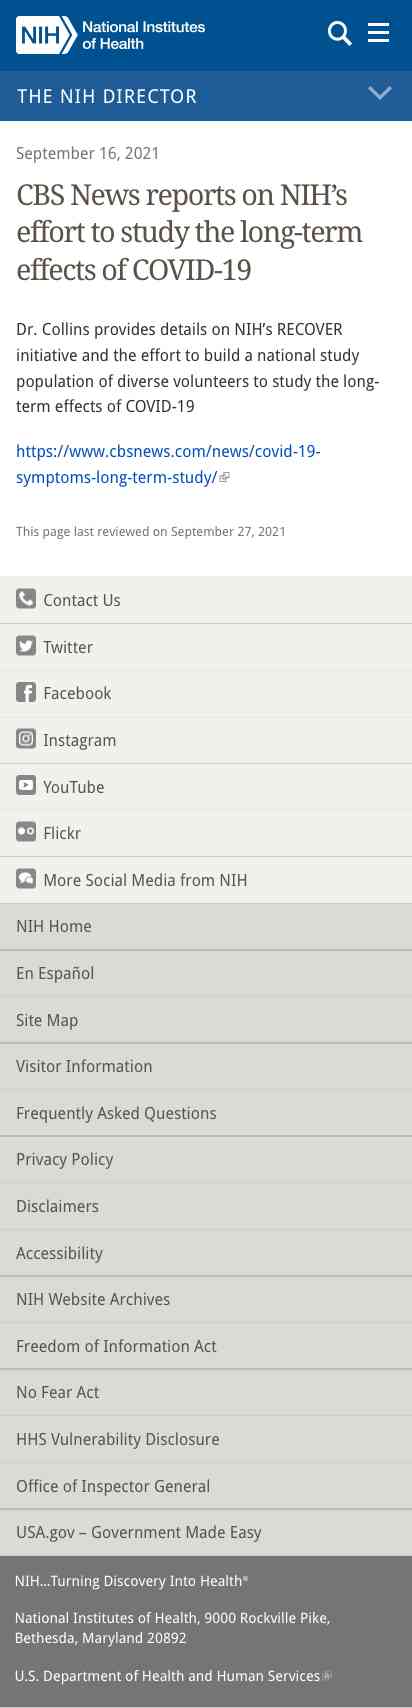 NIH National Institutes
of Health
THE NIH DIRECTOR
September 16, 2021
CBS News reports on NIH’s
effort to study the long-term
effects of COVID-19
Dr. Collins provides details on NIH’s RECOVER
initiative and the effort to build a national study
population of diverse volunteers to study the long-
term effects of COVID-19
https://www.cbsnews.com/news/covid-19-
symptoms-long-term-study/
This page last reviewed on September 27, 2021
Contact Us
Twitter
Facebook
Instagram
YouTube
Flickr
More Social Media from NIH
NIH Home
En Español
Site Map
Visitor Information
Frequently Asked Questions
Privacy Policy
Disclaimers
Accessibility
NIH Website Archives
Freedom of Information Act
No Fear Act
HHS Vulnerability Disclosure
Office of Inspector General
USA.gov – Government Made Easy
NIH…Turning Discovery Into Health®
National Institutes of Health, 9000 Rockville Pike,
Bethesda, Maryland 20892
U.S. Department of Health and Human Services